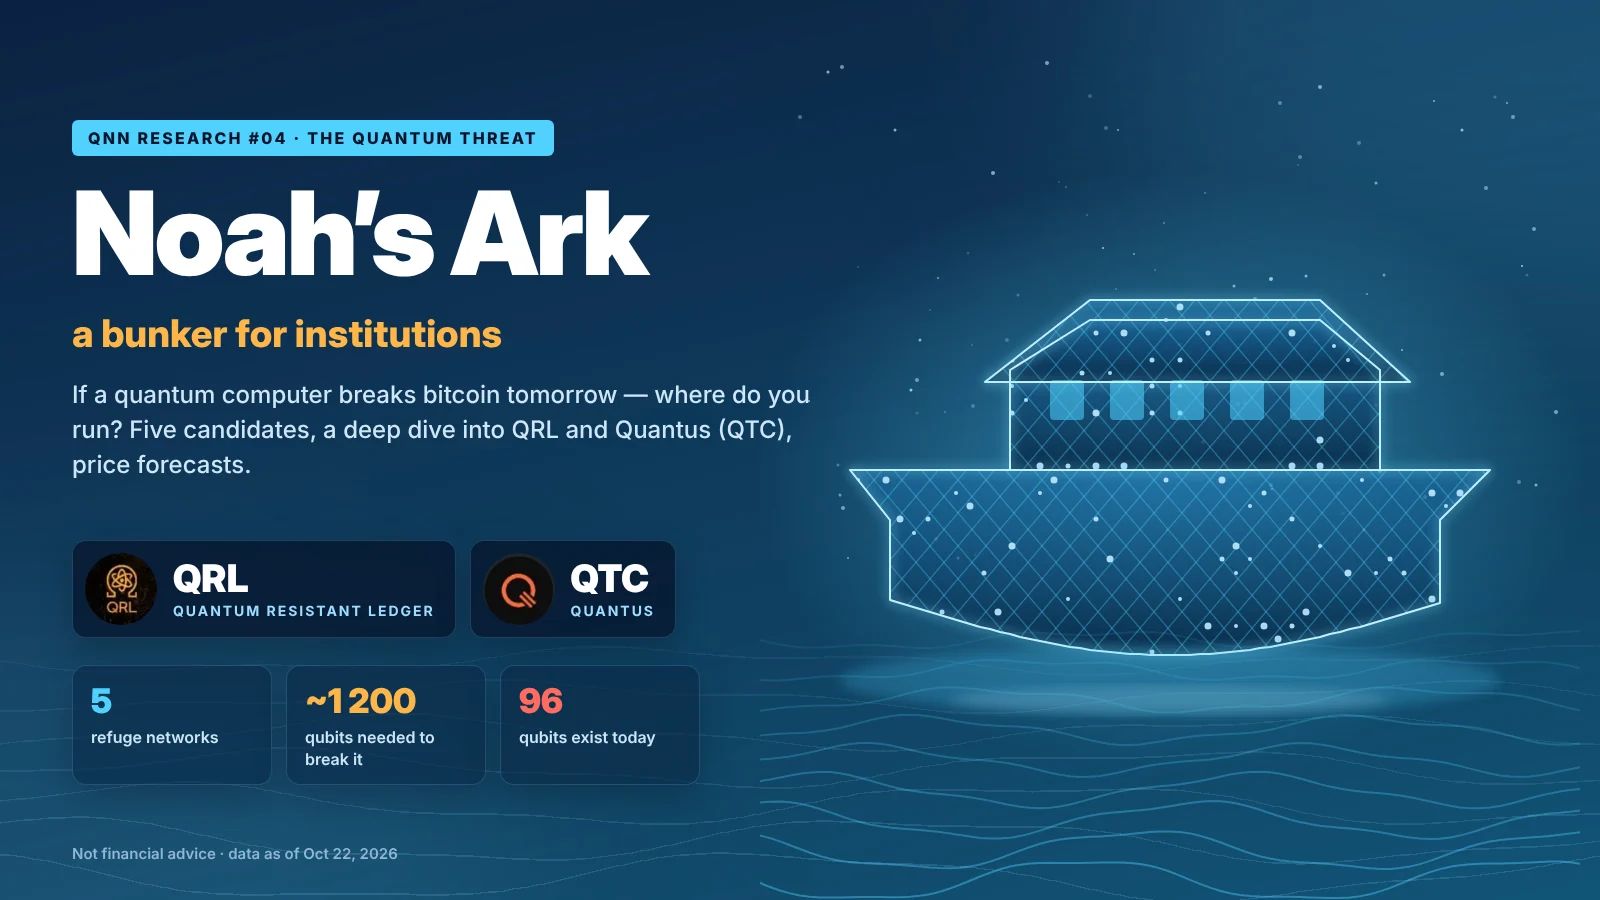 QNN RESEARCH #04 · THE QUANTUM THREAT
Noah's Ark
a bunker for institutions
If a quantum computer breaks bitcoin tomorrow — where do you
run? Five candidates, a deep dive into QRL and Quantus (QTC),
price forecasts.
QRL
QRL
QUANTUM RESISTANT LEDGER
QTC
QUANTUS
5
refuge networks
~1200
qubits needed to
break it
96
qubits exist today
Not financial advice · data as of Oct 22, 2026